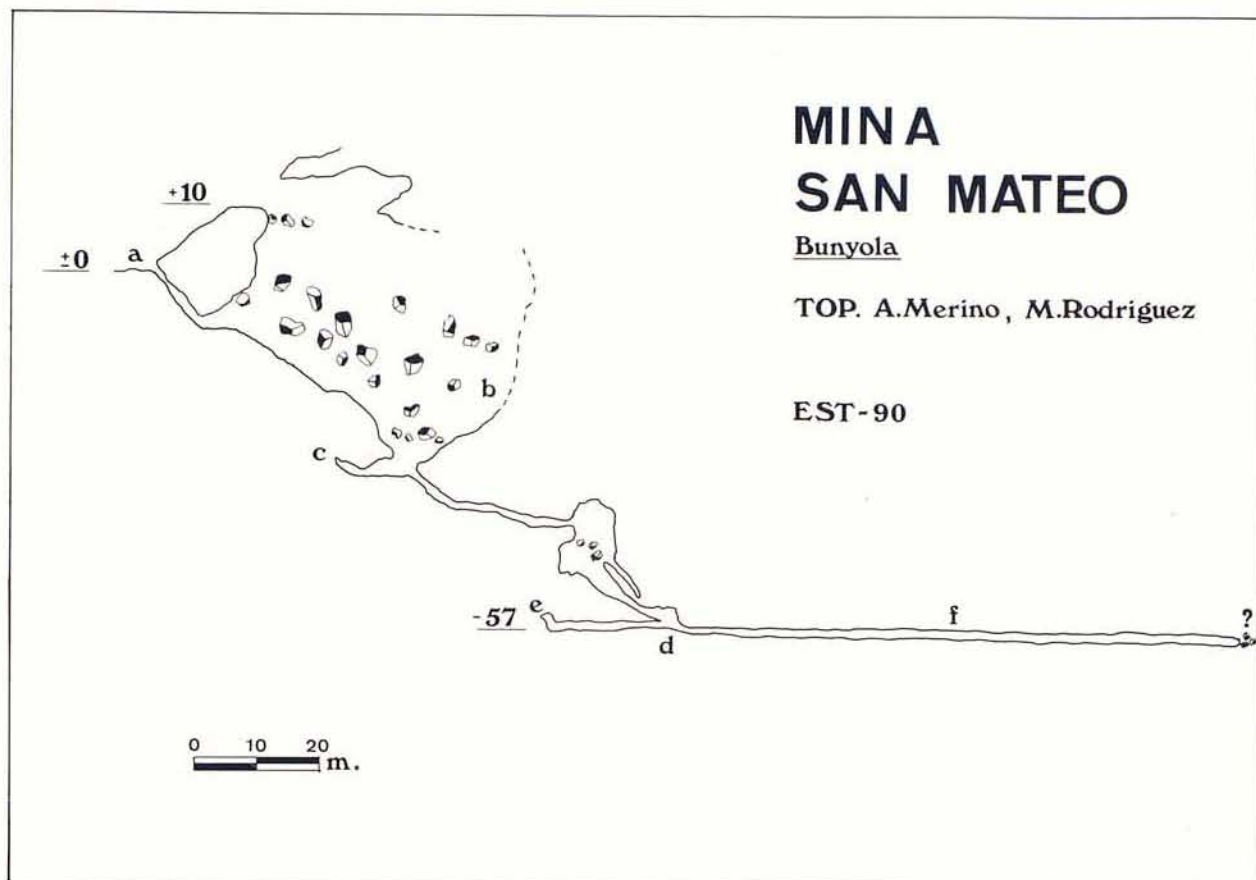 MINA
SAN MATEO
Bunyola
TOP. A.Merino, M.Rodriguez
EST-90
+10
±0
a
b
c
-57
e
d
f
?
0 10 20
m.